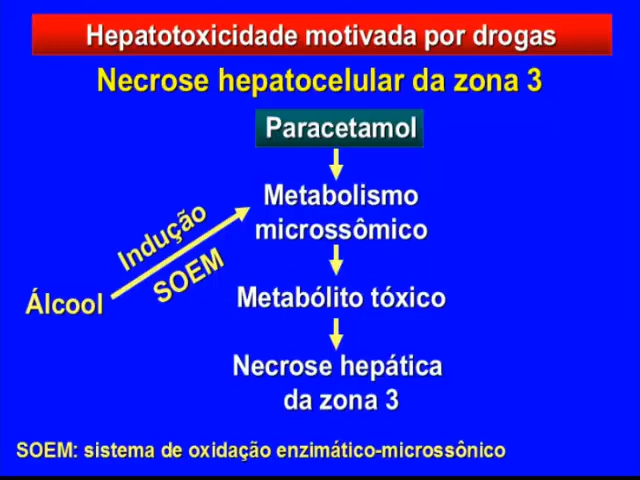 Hepatotoxicidade motivada por drogas
Necrose hepatocelular da zona 3
Paracetamol
Metabolismo
microssômico
Indução
SOEM
Álcool
Metabólito tóxico
Necrose hepática
da zona 3
SOEM: sistema de oxidação enzimático-microssônico